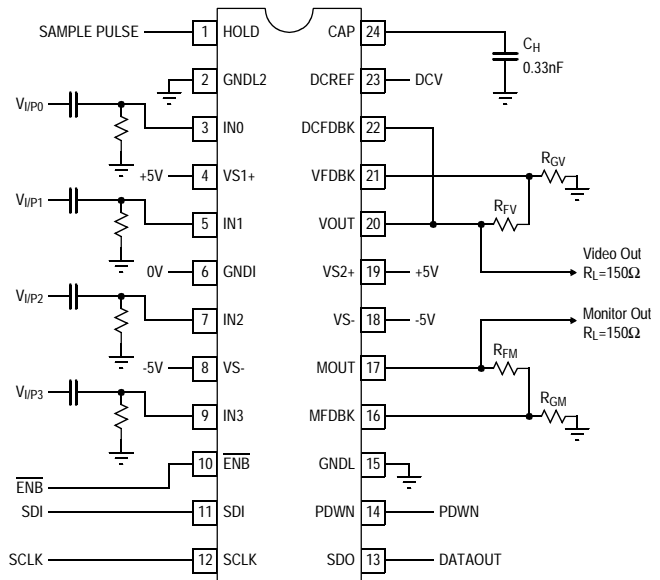 SAMPLE PULSE 1 HOLD CAP 24
C_H
0.33nF
2 GNDL2 DCREF 23 DCV
V_I/P0
3 IN0 DCFDBK 22
+5V 4 VS1+ VFDBK 21
R_GV
V_I/P1
R_FV
5 IN1 VOUT 20
Video Out
R_L=150Ω
0V 6 GNDI VS2+ 19 +5V
V_I/P2
7 IN2 VS- 18 -5V
Monitor Out
R_L=150Ω
-5V 8 VS- MOUT 17
R_FM
V_I/P3
R_GM
9 IN3 MFDBK 16
10 E̅N̅B̅ GNDL 15
E̅N̅B̅
SDI 11 SDI PDWN 14 PDWN
SCLK 12 SCLK SDO 13 DATAOUT